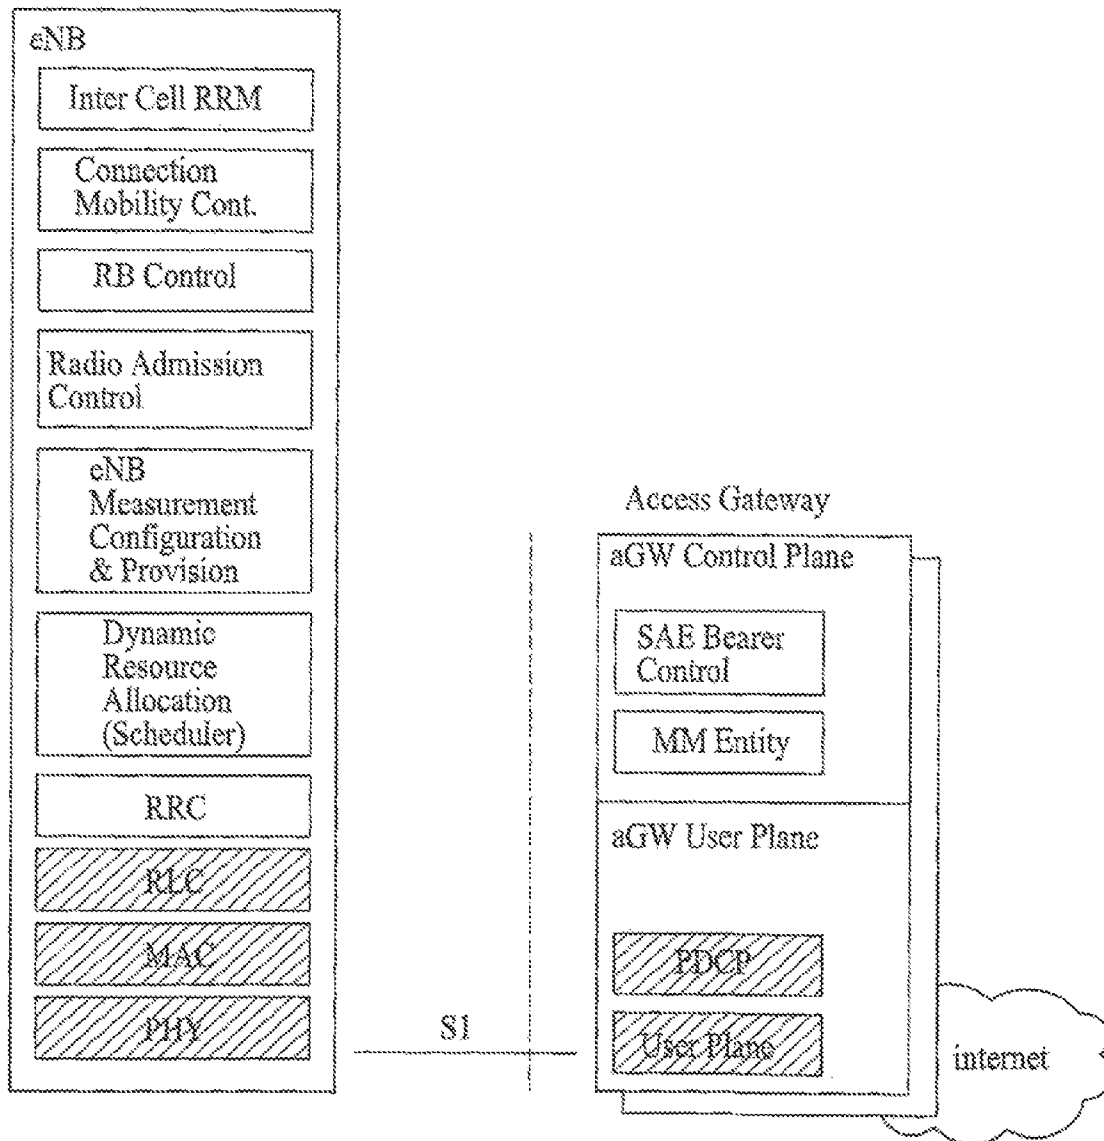 eNB
Inter Cell RRM
Connection
Mobility Cont.
RB Control
Radio Admission
Control
eNB
Measurement
Configuration
& Provision
Dynamic
Resource
Allocation
(Scheduler)
RRC
RLC
MAC
PHY
S1
Access Gateway
aGW Control Plane
SAE Bearer
Control
MM Entity
aGW User Plane
PDCP
User Plane
internet